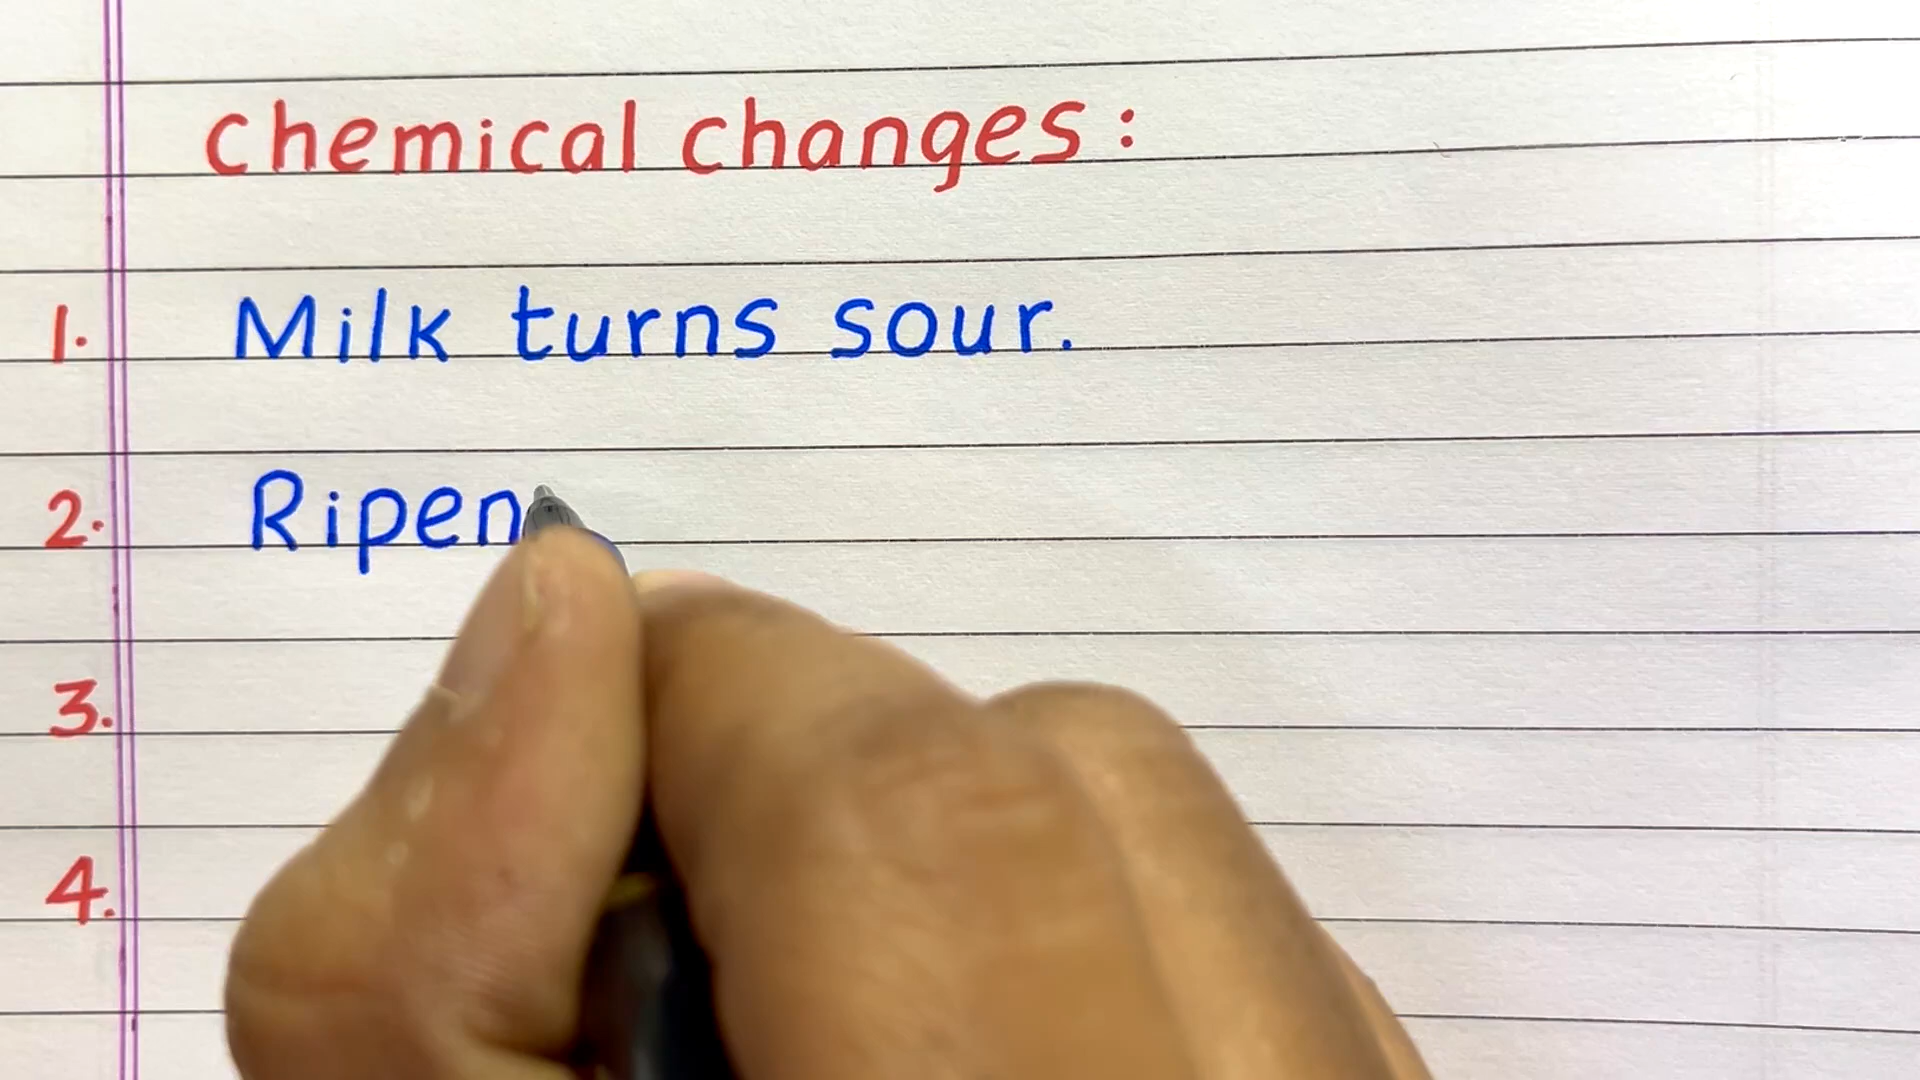 Chemical changes:
1. Milk turns sour.
2. Ripen
3.
4.